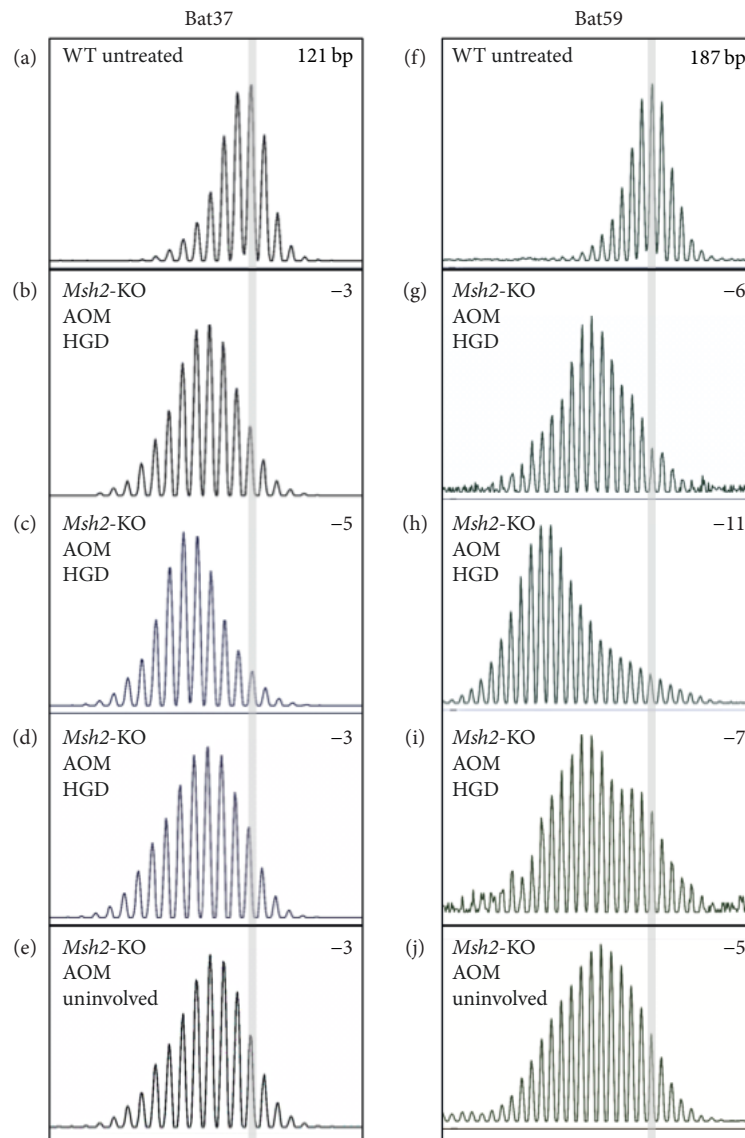 Bat37
(a) WT untreated 121 bp
(b) Msh2-KO −3
AOM
HGD
(c) Msh2-KO −5
AOM
HGD
(d) Msh2-KO −3
AOM
HGD
(e) Msh2-KO −3
AOM
uninvolved
Bat59
(f) WT untreated 187 bp
(g) Msh2-KO −6
AOM
HGD
(h) Msh2-KO −11
AOM
HGD
(i) Msh2-KO −7
AOM
HGD
(j) Msh2-KO −5
AOM
uninvolved